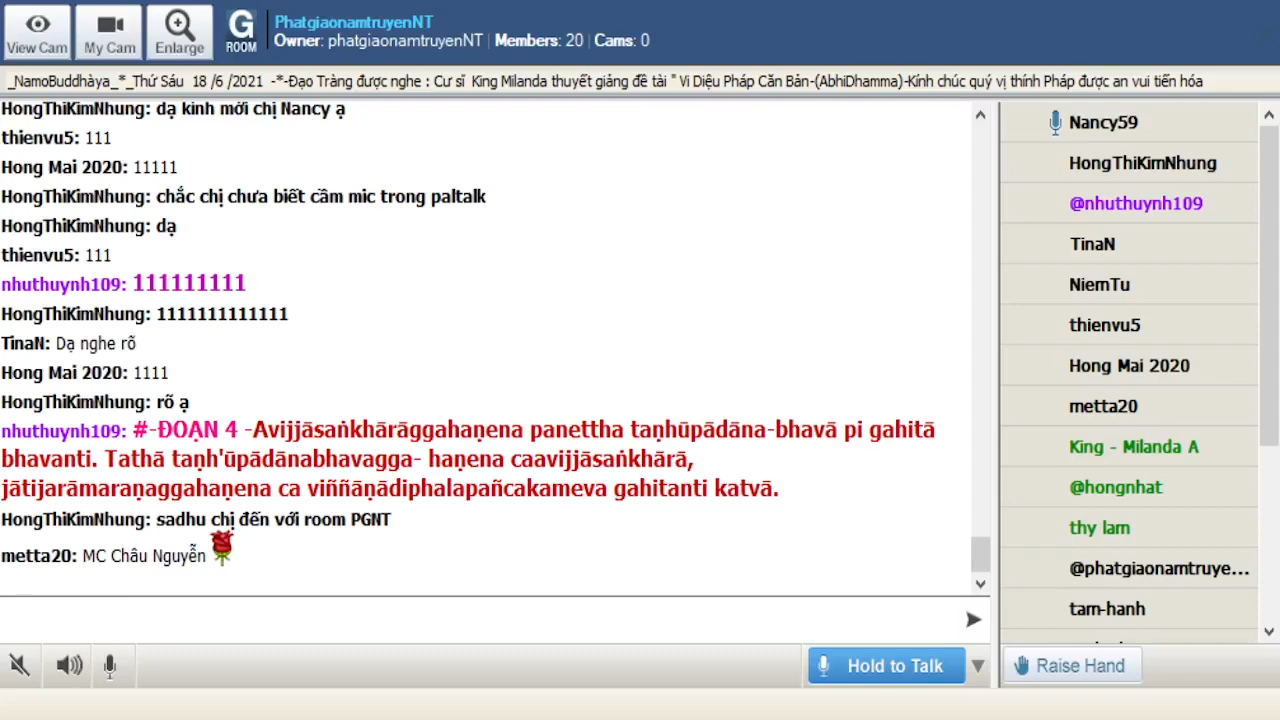 View Cam
My Cam
Enlarge
G
ROOM
PhatgiaonamtruyenNT
Owner: phatgiaonamtruyenNT | Members: 20 | Cams: 0
_NamoBuddhàya_*_Thứ Sáu 18 /6 /2021 -*-Đạo Tràng được nghe : Cư sĩ King Milanda thuyết giảng đề tài " Vi Diệu Pháp Căn Bản-(AbhiDhamma)-Kính chúc quý vị thính Pháp được an vui tiến hóa
HongThiKimNhung: dạ kinh mời chị Nancy ạ
thienvu5: 111
Hong Mai 2020: 11111
HongThiKimNhung: chắc chị chưa biết cầm mic trong paltalk
HongThiKimNhung: dạ
thienvu5: 111
nhuthuynh109: 111111111
HongThiKimNhung: 1111111111111
TinaN: Dạ nghe rõ
Hong Mai 2020: 1111
HongThiKimNhung: rõ ạ
nhuthuynh109: #-ĐOẠN 4 -Avijjāsaṅkhārāggahaṇena panettha taṇhūpādāna-bhavā pi gahitā
bhavanti. Tathā taṇh'ūpādānabhavagga- haṇena caavijjāsaṅkhārā,
jātijarāmaraṇaggahaṇena ca viññāṇādiphalapañcakameva gahitanti katvā.
HongThiKimNhung: sadhu chị đến với room PGNT
metta20: MC Châu Nguyễn
Hold to Talk
Nancy59
HongThiKimNhung
@nhuthuynh109
TinaN
NiemTu
thienvu5
Hong Mai 2020
metta20
King - Milanda A
@hongnhat
thy lam
@phatgiaonamtruye...
tam-hanh
Raise Hand